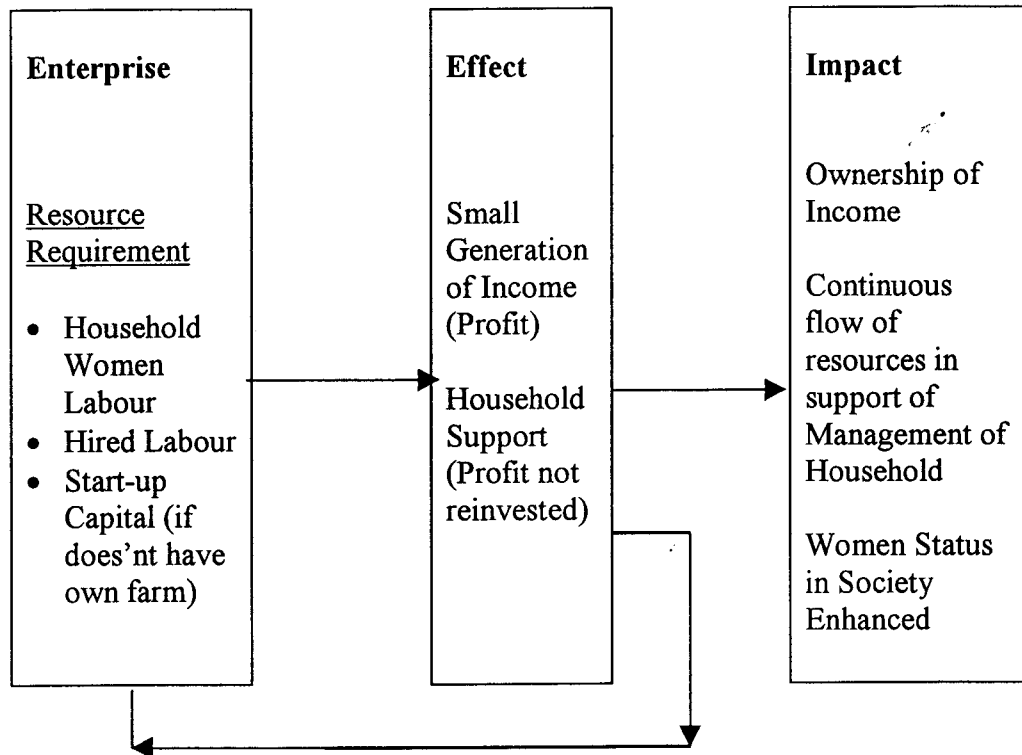 Enterprise
Resource
Requirement
• Household
Women
Labour
• Hired Labour
• Start-up
Capital (if
does'nt have
own farm)
Effect
Small
Generation
of Income
(Profit)
Household
Support
(Profit not
reinvested)
Impact
Ownership of
Income
Continuous
flow of
resources in
support of
Management of
Household
Women Status
in Society
Enhanced